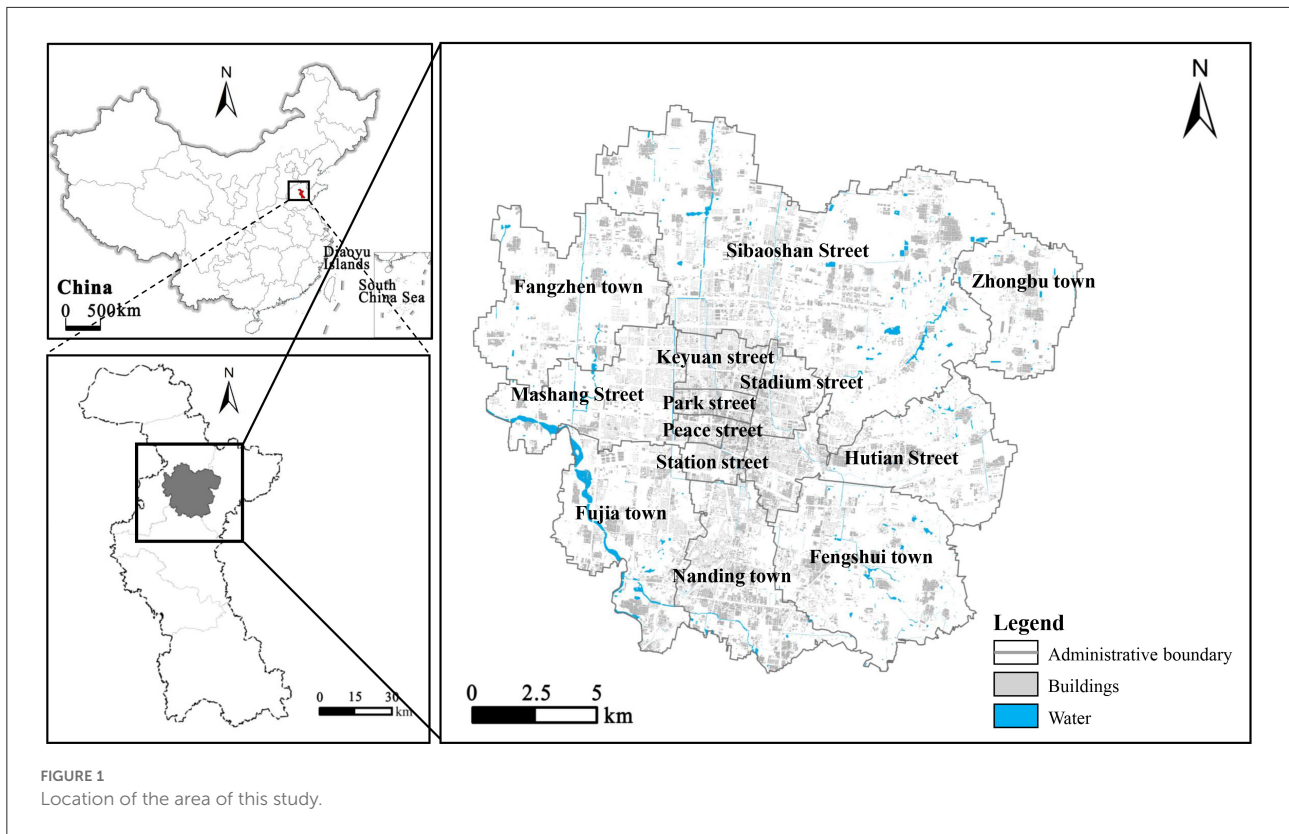 N
Diaoyu
Islands
South
China Sea
China
0 500km
N
0 15 30
km
N
Sibaoshan Street
Zhongbu town
Fangzhen town
Keyuan street
Stadium street
Mashang Street
Park street
Peace street
Station street
Hutian Street
Fujia town
Fengshui town
Nanding town
Legend
Administrative boundary
Buildings
Water
0 2.5 5
km
FIGURE 1
Location of the area of this study.